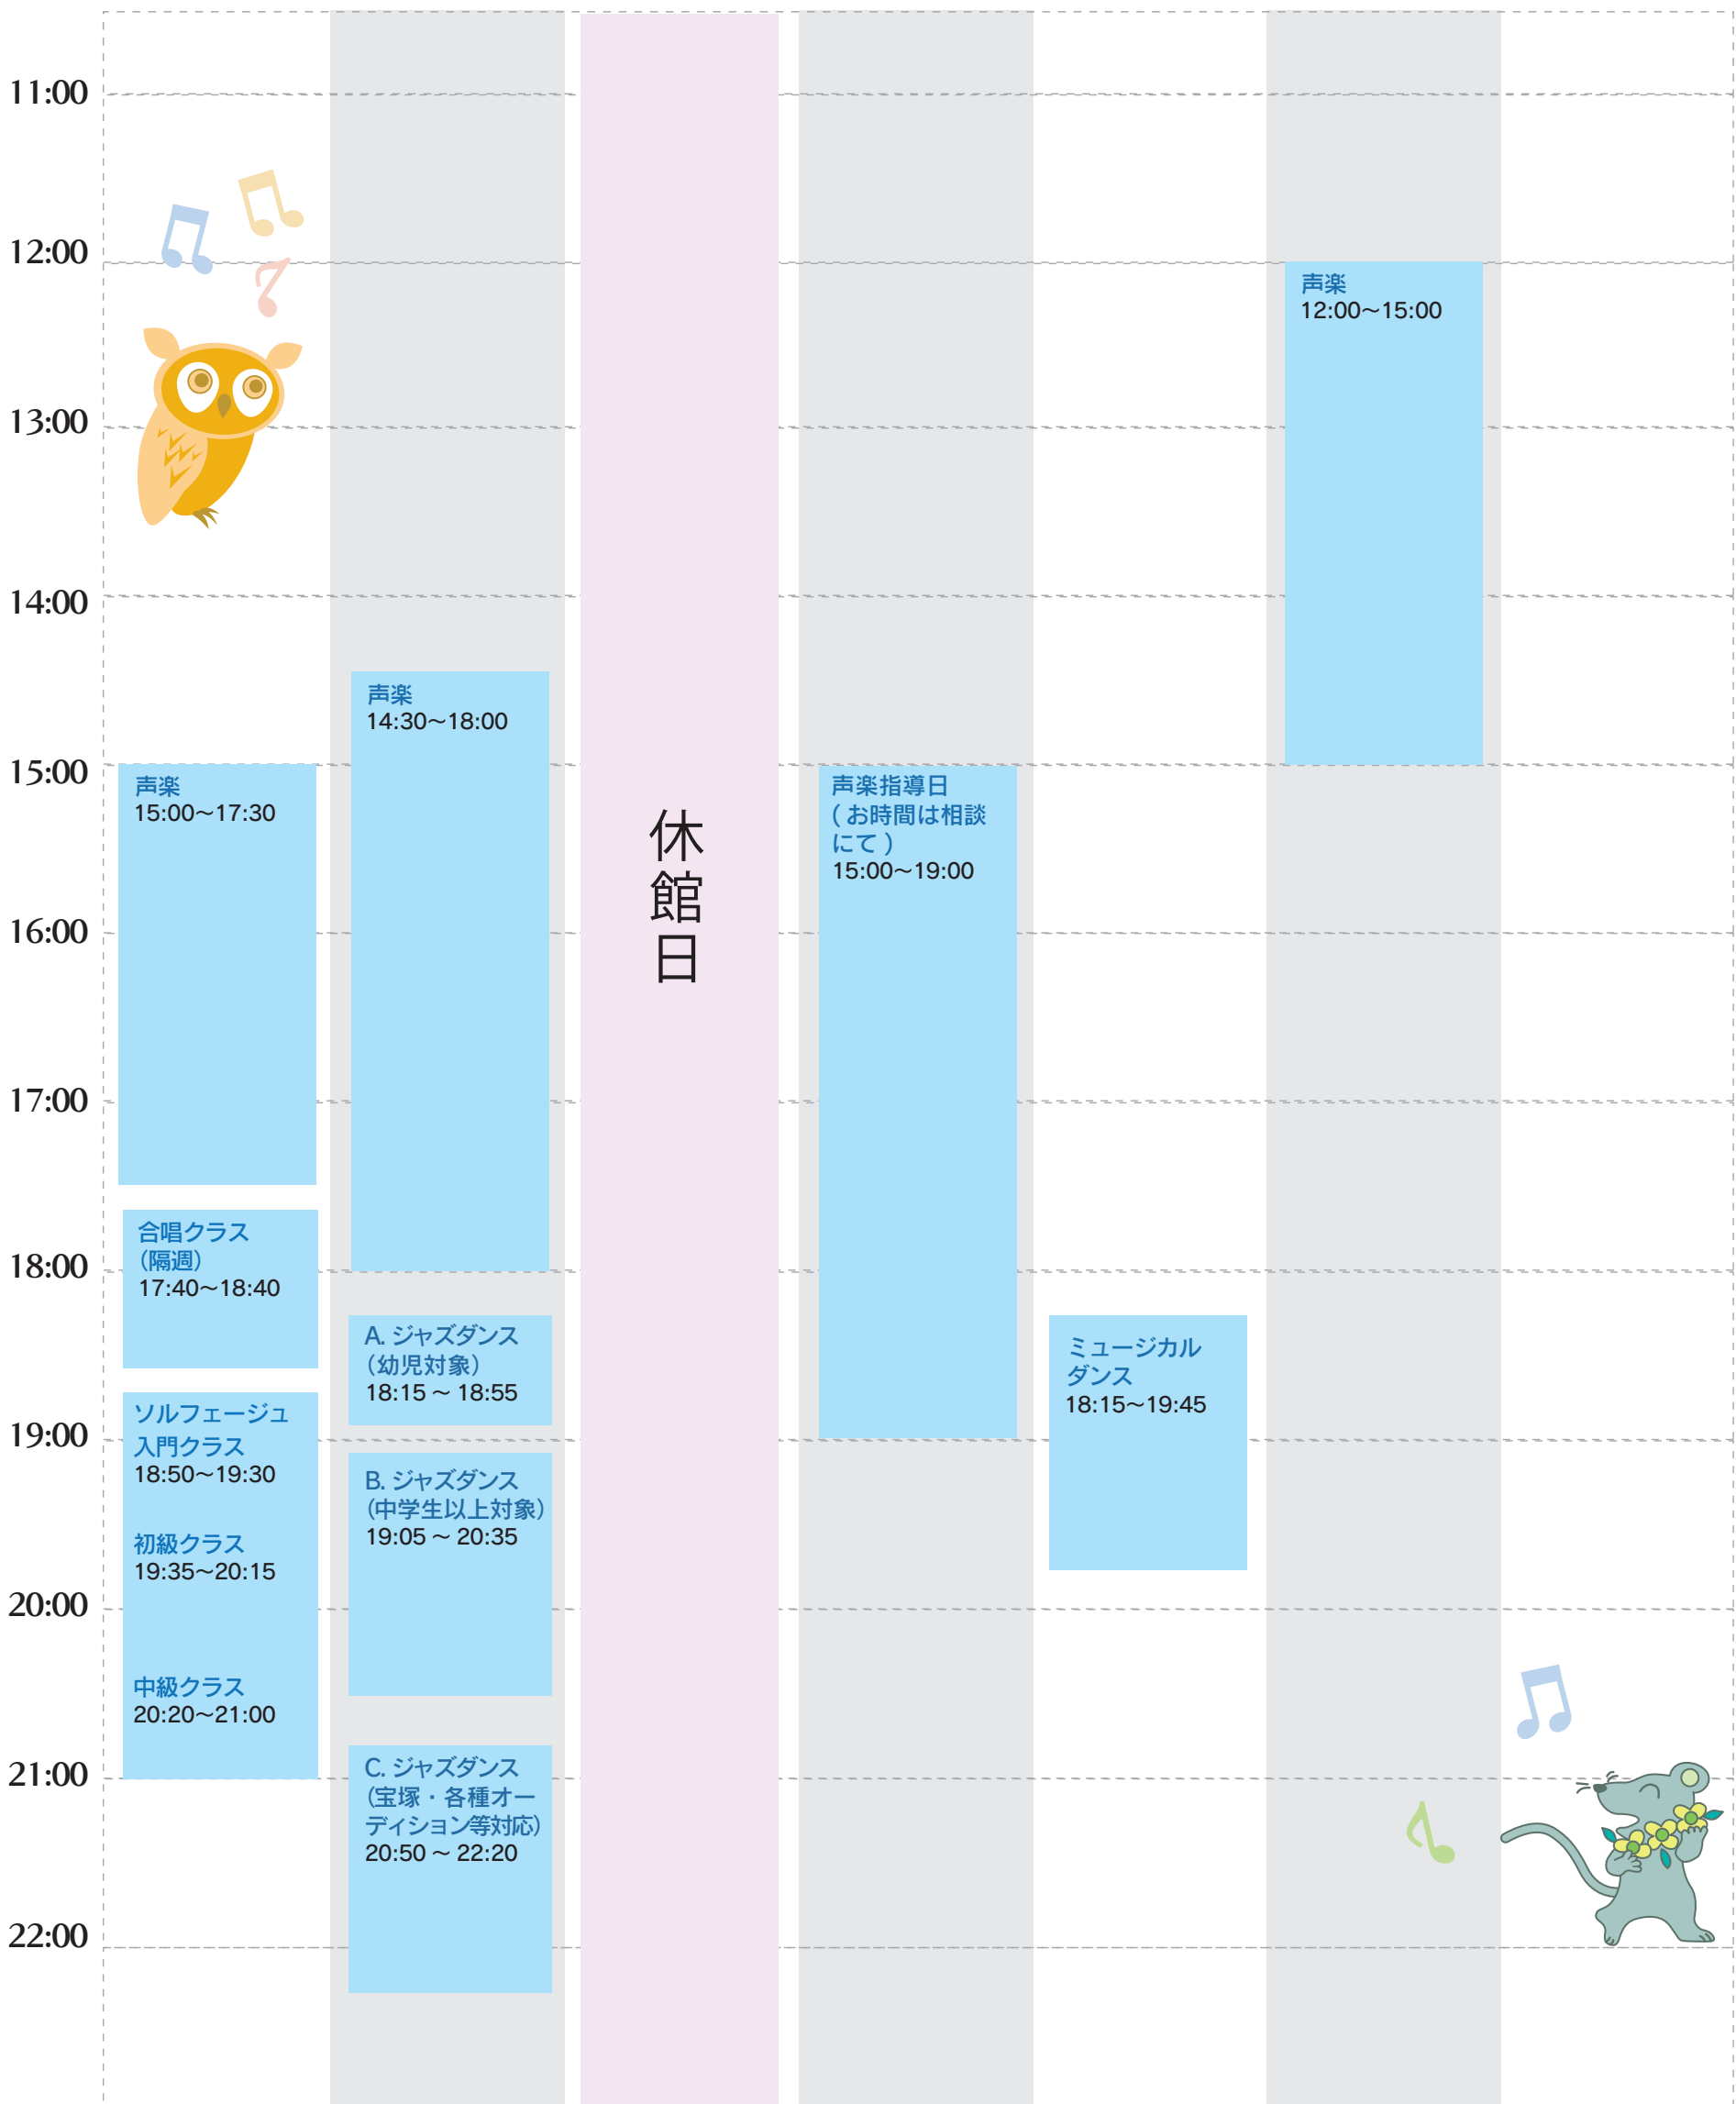 11:00
12:00
13:00
14:00
15:00
16:00
17:00
18:00
19:00
20:00
21:00
22:00
声楽
15:00〜17:30
合唱クラス
(隔週)
17:40〜18:40
ソルフェージュ
入門クラス
18:50〜19:30
初級クラス
19:35〜20:15
中級クラス
20:20〜21:00
声楽
14:30〜18:00
A. ジャズダンス
(幼児対象)
18:15 〜 18:55
B. ジャズダンス
(中学生以上対象)
19:05 〜 20:35
C. ジャズダンス
(宝塚・各種オー
ディション等対応)
20:50 〜 22:20
休館日
声楽指導日
( お時間は相談
にて )
15:00〜19:00
ミュージカル
ダンス
18:15〜19:45
声楽
12:00〜15:00